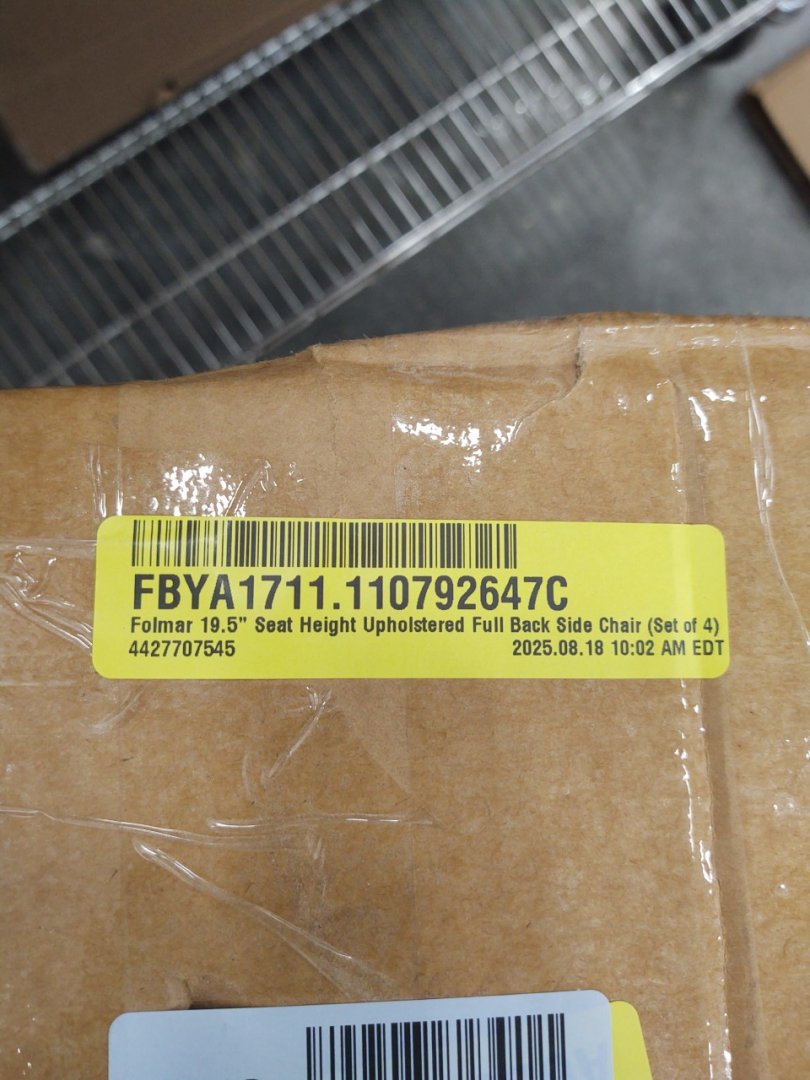 FBYA1711.110792647C
Folmar 19.5" Seat Height Upholstered Full Back Side Chair (Set of 4)
4427707545
2025.08.18 10:02 AM EDT